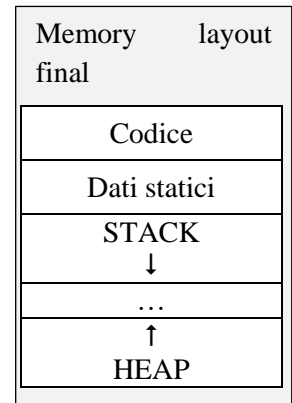 Memory layout
final
Codice
Dati statici
STACK
↓
…
↑
HEAP